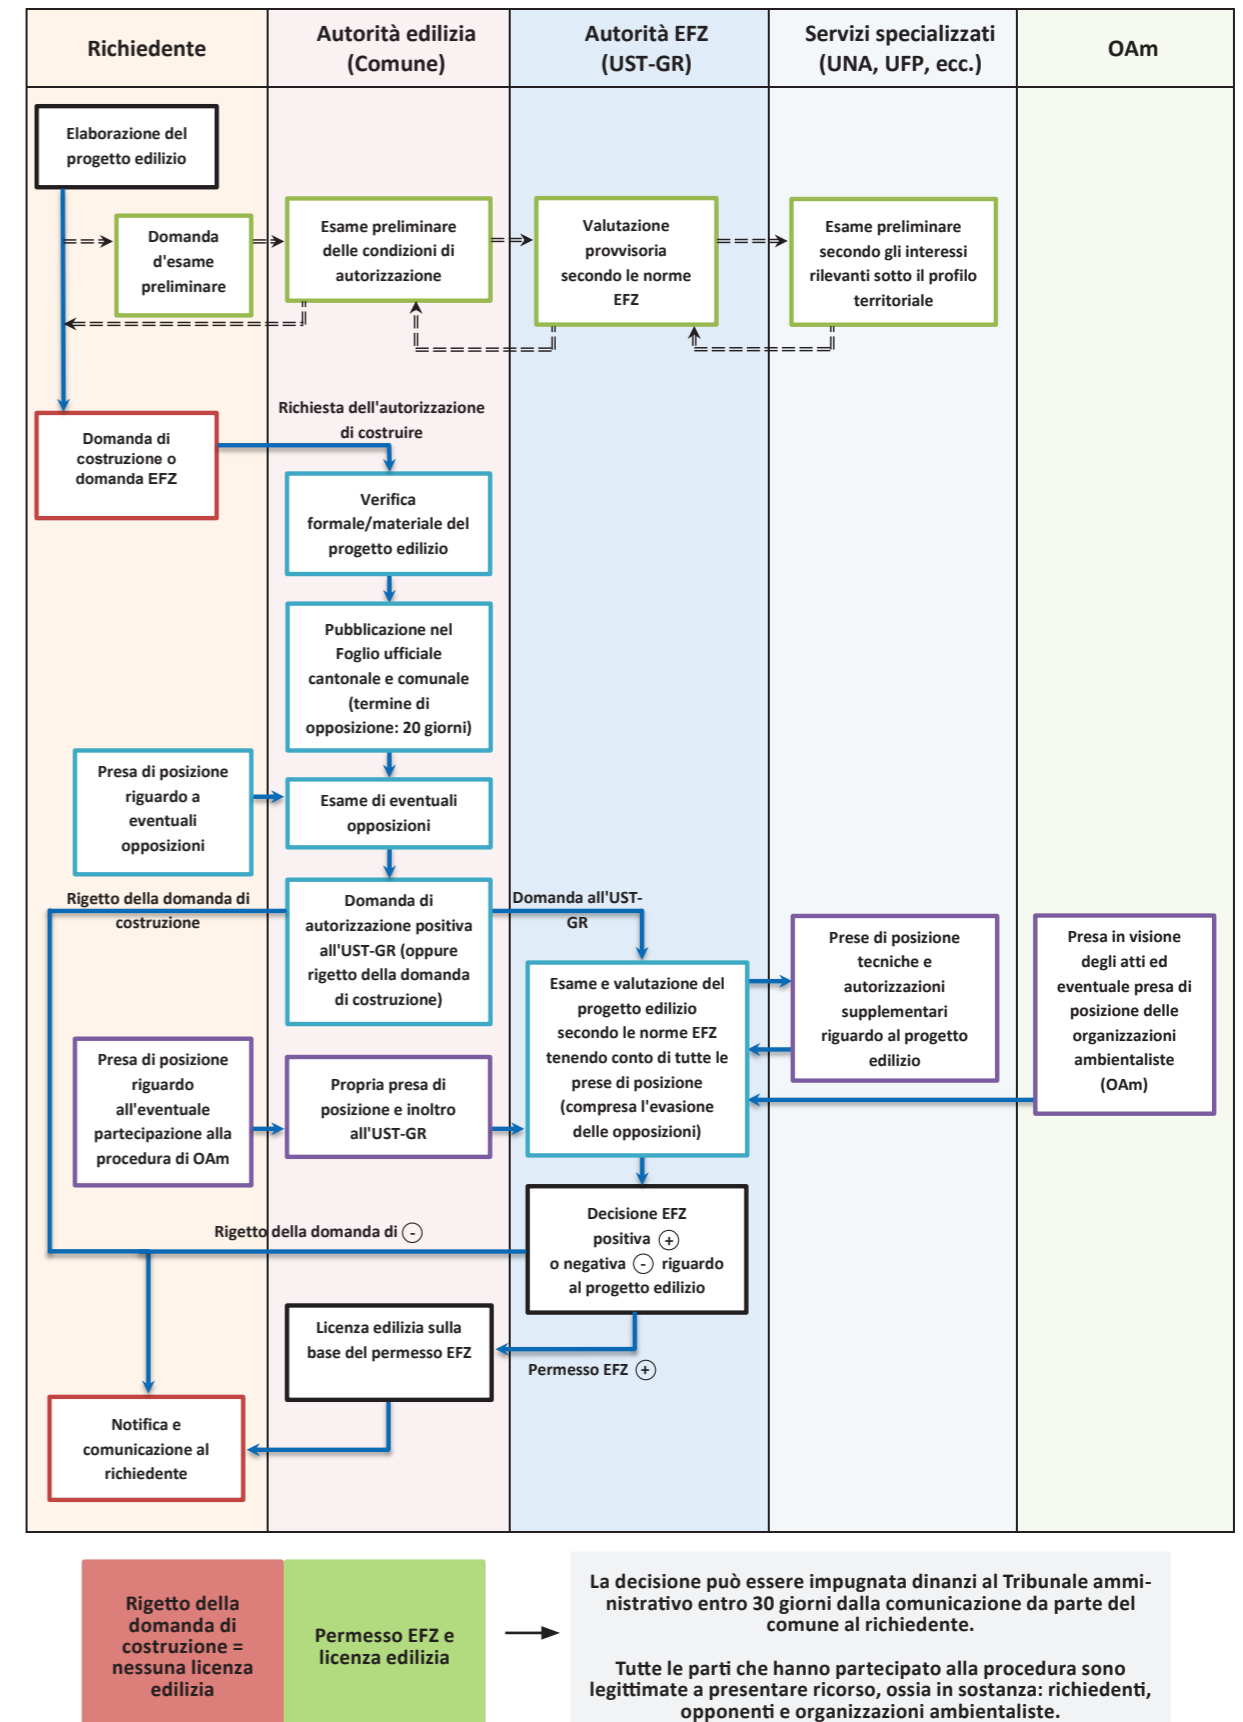 Richiedente
Autorità edilizia
(Comune)
Autorità EFZ
(UST-GR)
Servizi specializzati
(UNA, UFP, ecc.)
OAm
Elaborazione del
progetto edilizio
Domanda
d'esame
preliminare
Esame preliminare
delle condizioni di
autorizzazione
Valutazione
provvisoria
secondo le norme
EFZ
Esame preliminare
secondo gli interessi
rilevanti sotto il profilo
territoriale
Richiesta dell'autorizzazione
di costruire
Domanda di
costruzione o
domanda EFZ
Verifica
formale/materiale del
progetto edilizio
Pubblicazione nel
Foglio ufficiale
cantonale e comunale
(termine di
opposizione: 20 giorni)
Presa di posizione
riguardo a
eventuali
opposizioni
Esame di eventuali
opposizioni
Rigetto della domanda di
costruzione
Domanda di
autorizzazione positiva
all'UST-GR (oppure
rigetto della domanda
di costruzione)
Domanda all'UST-
GR
Esame e valutazione del
progetto edilizio
secondo le norme EFZ
tenendo conto di tutte le
prese di posizione
(compresa l'evasione
delle opposizioni)
Prese di posizione
tecniche e
autorizzazioni
supplementari
riguardo al progetto
edilizio
Presa in visione
degli atti ed
eventuale presa di
posizione delle
organizzazioni
ambientaliste
(OAm)
Presa di posizione
riguardo
all'eventuale
partecipazione alla
procedura di OAm
Propria presa di
posizione e inoltro
all'UST-GR
Rigetto della domanda di (-)
Decisione EFZ
positiva (+)
o negativa (-) riguardo
al progetto edilizio
Licenza edilizia sulla
base del permesso EFZ
Permesso EFZ (+)
Notifica e
comunicazione al
richiedente
Rigetto della
domanda di
costruzione =
nessuna licenza
edilizia
Permesso EFZ e
licenza edilizia
La decisione può essere impugnata dinanzi al Tribunale ammi-
nistrativo entro 30 giorni dalla comunicazione da parte del
comune al richiedente.
Tutte le parti che hanno partecipato alla procedura sono
legittimate a presentare ricorso, ossia in sostanza: richiedenti,
opponenti e organizzazioni ambientaliste.